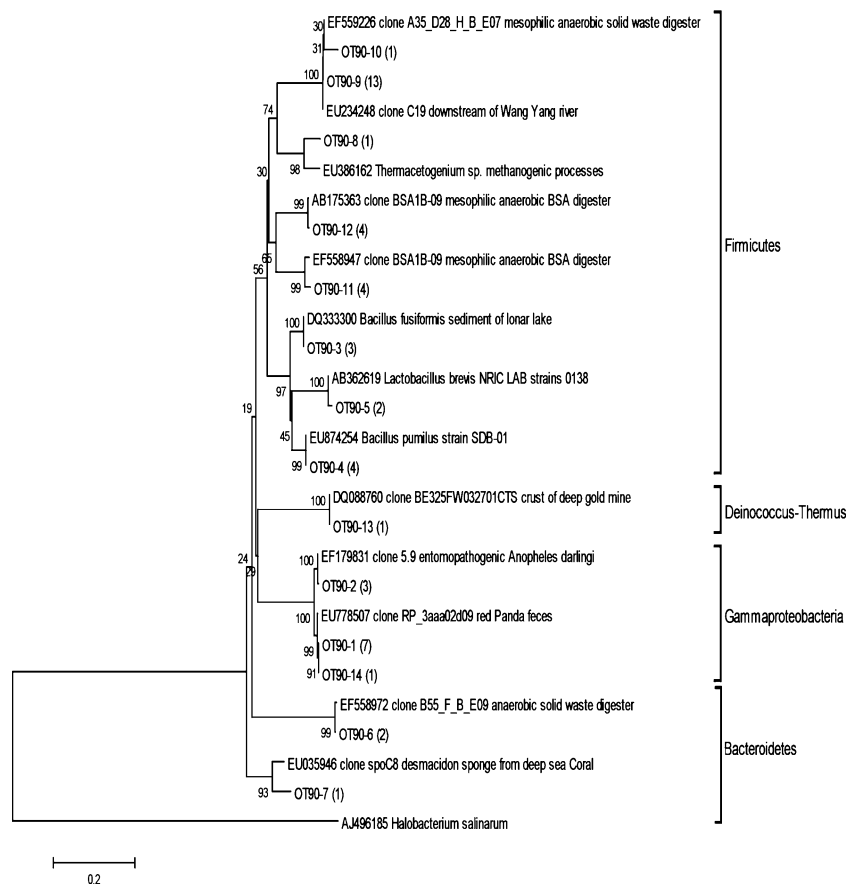 30
EF559226 clone A35_D28_H_B_E07 mesophilic anaerobic solid waste digester
31
OT90-10 (1)
100
OT90-9 (13)
EU234248 clone C19 downstream of Wang Yang river
74
OT90-8 (1)
98
EU386162 Thermacetogenium sp. methanogenic processes
30
99
AB175363 clone BSA1B-09 mesophilic anaerobic BSA digester
OT90-12 (4)
Firmicutes
65
EF558947 clone BSA1B-09 mesophilic anaerobic BSA digester
56
99
OT90-11 (4)
100
DQ333300 Bacillus fusiformis sediment of lonar lake
OT90-3 (3)
100
AB362619 Lactobacillus brevis NRIC LAB strains 0138
97
OT90-5 (2)
19
45
EU874254 Bacillus pumilus strain SDB-01
99
OT90-4 (4)
100
DQ088760 clone BE325FW032701CTS crust of deep gold mine
Deinococcus-Thermus
OT90-13 (1)
24
29
100
EF179831 clone 5.9 entomopathogenic Anopheles darlingi
OT90-2 (3)
100
EU778507 clone RP_3aaa02d09 red Panda feces
Gammaproteobacteria
99
OT90-1 (7)
91
OT90-14 (1)
EF558972 clone B55_F_B_E09 anaerobic solid waste digester
99
OT90-6 (2)
Bacteroidetes
EU035946 clone spoC8 desmacidon sponge from deep sea Coral
93
OT90-7 (1)
AJ496185 Halobacterium salinarum
0.2